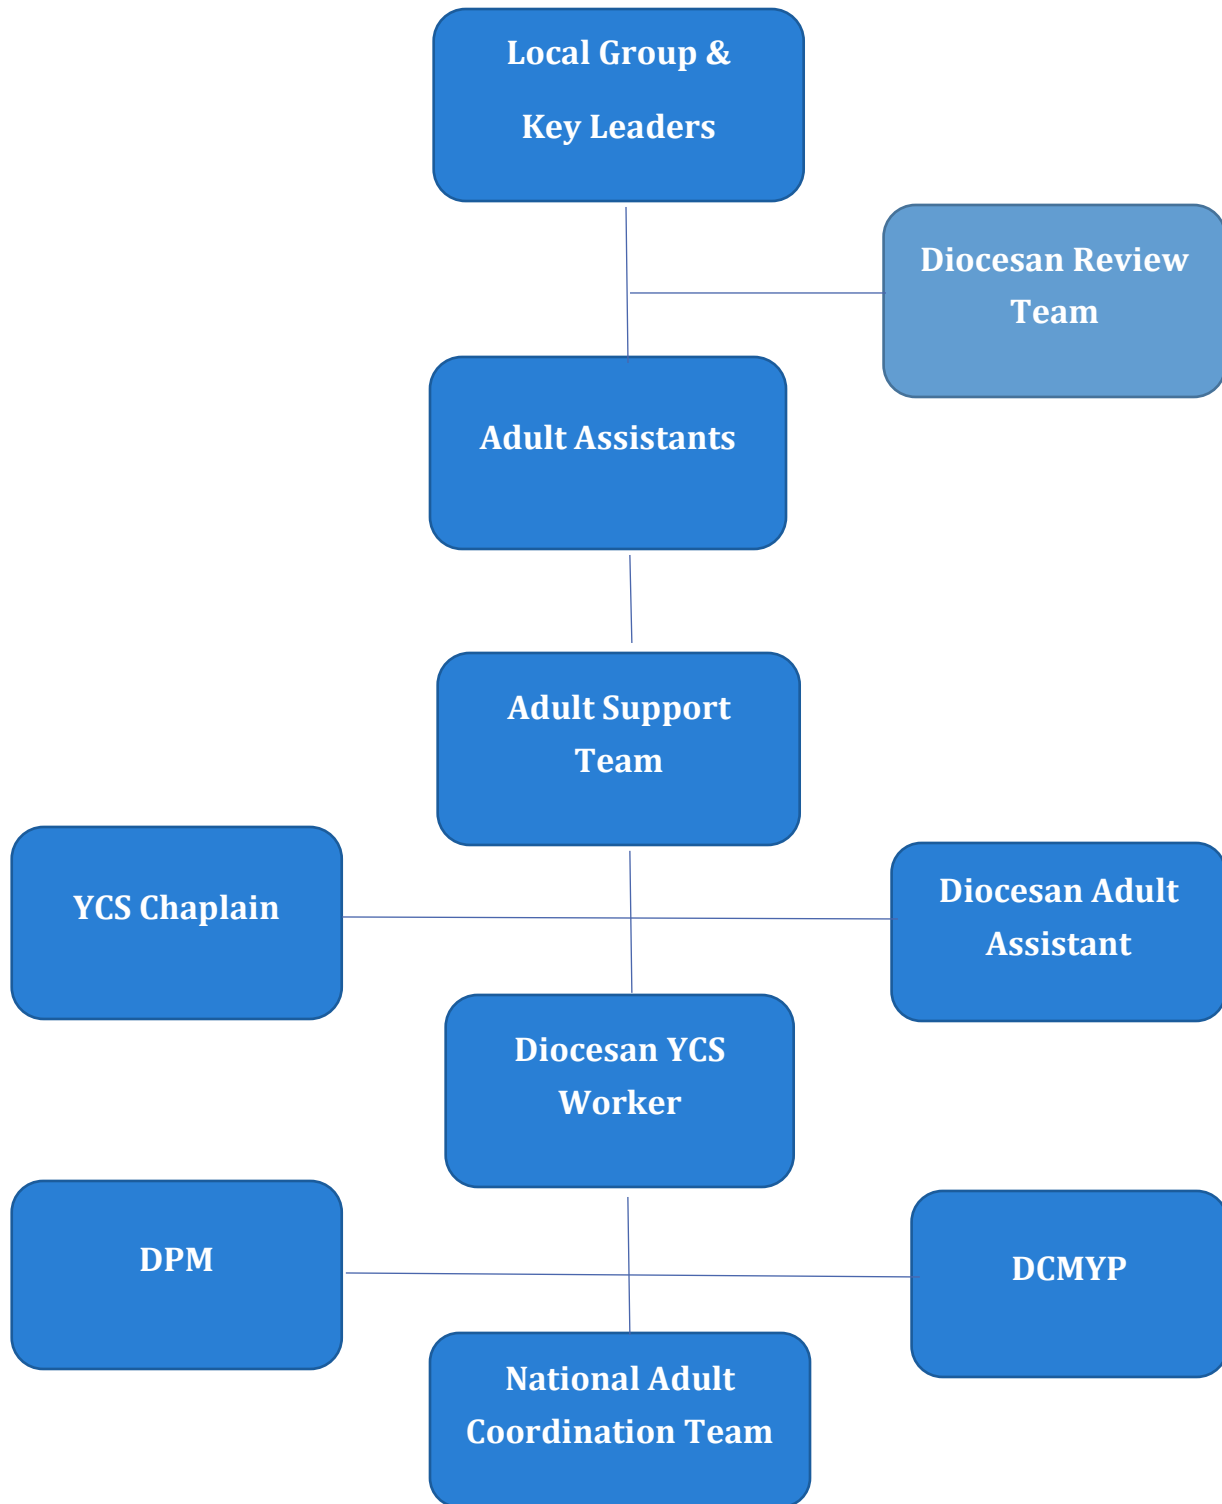 Local Group &
Key Leaders
Diocesan Review
Team
Adult Assistants
Adult Support
Team
YCS Chaplain
Diocesan Adult
Assistant
Diocesan YCS
Worker
DPM
DCMYP
National Adult
Coordination Team